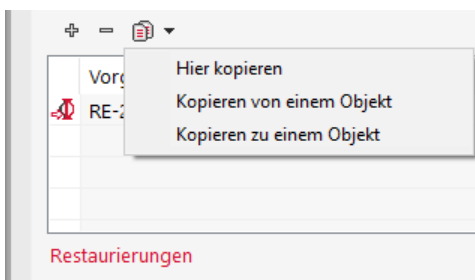 Hier kopieren
Kopieren von einem Objekt
Kopieren zu einem Objekt
Restaurierungen